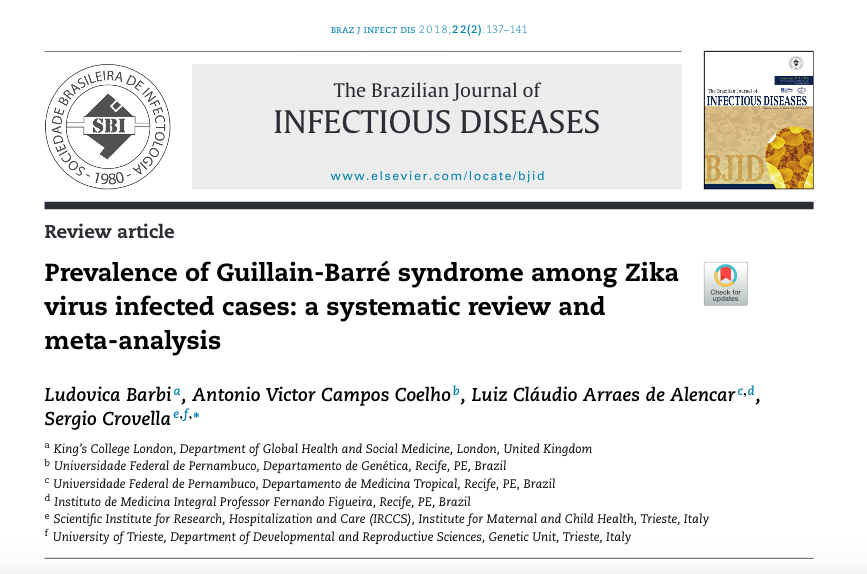 BRAZ J INFECT DIS 2018;22(2):137–141
SOCIEDADE BRASILEIRA DE INFECTOLOGIA
SBI
- 1980 -
The Brazilian Journal of
INFECTIOUS DISEASES
www.elsevier.com/locate/bjid
The Brazilian Journal of
INFECTIOUS DISEASES
BJID
Review article
Prevalence of Guillain-Barré syndrome among Zika
virus infected cases: a systematic review and
meta-analysis
Check for
updates
Ludovica Barbi a, Antonio Victor Campos Coelho b, Luiz Cláudio Arraes de Alencar c,d,
Sergio Crovella e,f,*
a King's College London, Department of Global Health and Social Medicine, London, United Kingdom
b Universidade Federal de Pernambuco, Departamento de Genética, Recife, PE, Brazil
c Universidade Federal de Pernambuco, Departamento de Medicina Tropical, Recife, PE, Brazil
d Instituto de Medicina Integral Professor Fernando Figueira, Recife, PE, Brazil
e Scientific Institute for Research, Hospitalization and Care (IRCCS), Institute for Maternal and Child Health, Trieste, Italy
f University of Trieste, Department of Developmental and Reproductive Sciences, Genetic Unit, Trieste, Italy